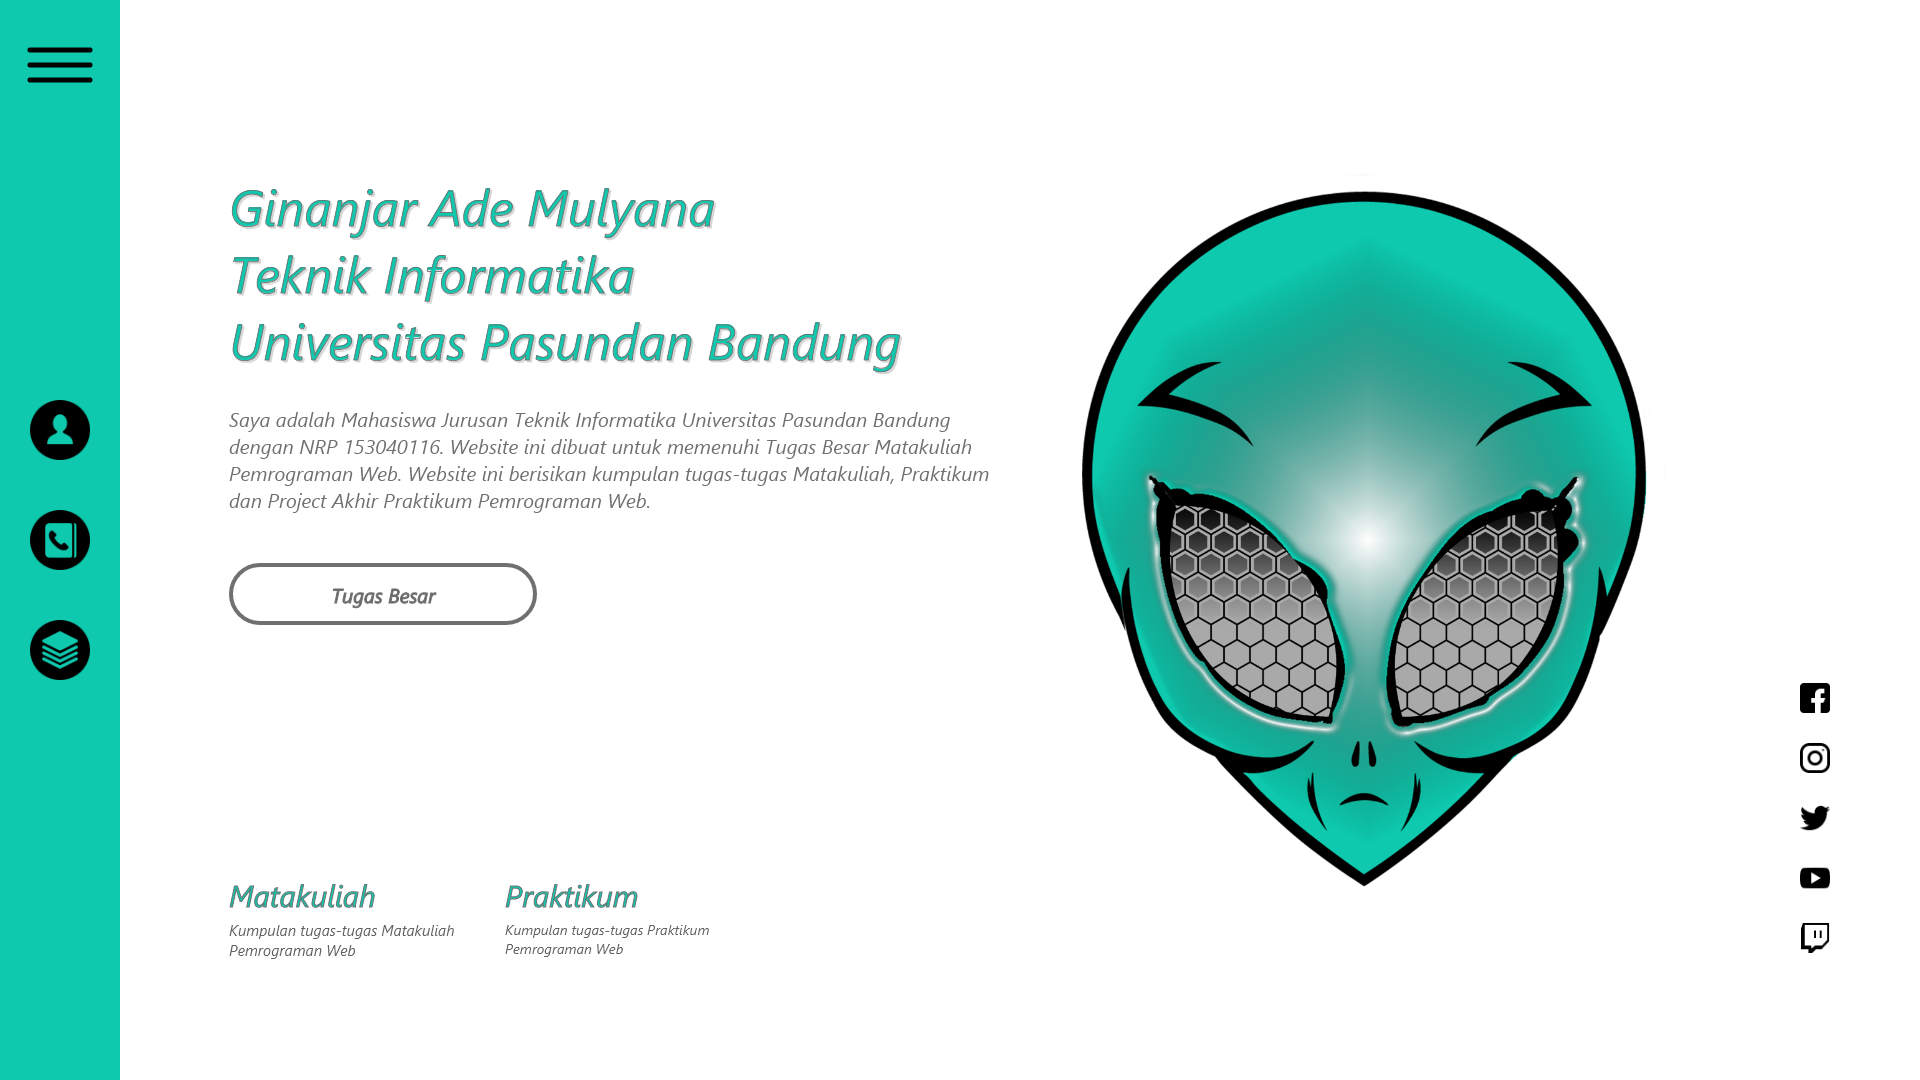 Ginanjar Ade Mulyana
Teknik Informatika
Universitas Pasundan Bandung
Saya adalah Mahasiswa Jurusan Teknik Informatika Universitas Pasundan Bandung
dengan NRP 153040116. Website ini dibuat untuk memenuhi Tugas Besar Matakuliah
Pemrograman Web. Website ini berisikan kumpulan tugas-tugas Matakuliah, Praktikum
dan Project Akhir Praktikum Pemrograman Web.
Tugas Besar
Matakuliah
Kumpulan tugas-tugas Matakuliah
Pemrograman Web
Praktikum
Kumpulan tugas-tugas Praktikum
Pemrograman Web